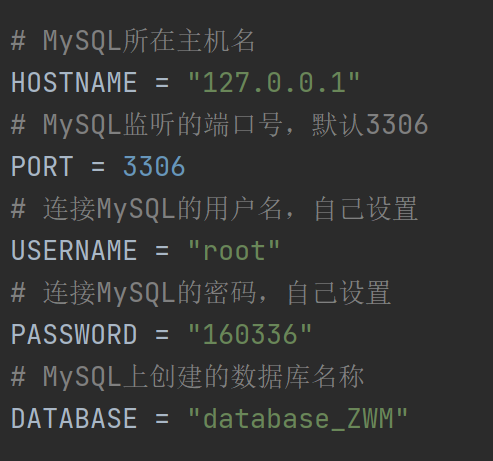 # MySQL所在主机名
HOSTNAME = "127.0.0.1"
# MySQL监听的端口号，默认3306
PORT = 3306
# 连接MySQL的用户名，自己设置
USERNAME = "root"
# 连接MySQL的密码，自己设置
PASSWORD = "160336"
# MySQL上创建的数据库名称
DATABASE = "database_ZWM"